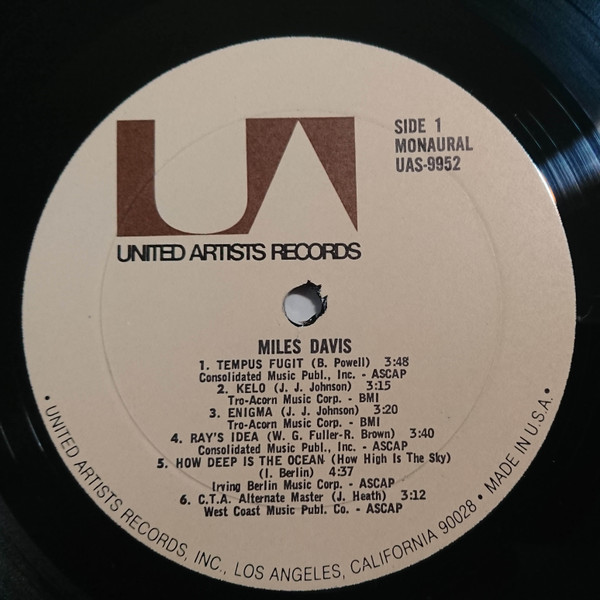 UA
SIDE 1
MONAURAL
UAS-9952
UNITED ARTISTS RECORDS
MILES DAVIS
1. TEMPUS FUGIT (B. Powell) 3:48
Consolidated Music Publ., Inc. - ASCAP
2. KELO (J. J. Johnson) 3:15
Tro-Acorn Music Corp. - BMI
3. ENIGMA (J. J. Johnson) 3:20
Tro-Acorn Music Corp. - BMI
4. RAY'S IDEA (W. G. Fuller-R. Brown) 3:40
Consolidated Music Publ., Inc. - ASCAP
5. HOW DEEP IS THE OCEAN (How High Is The Sky)
(I. Berlin) 4:37
Irving Berlin Music Corp. - ASCAP
6. C.T.A. Alternate Master (J. Heath) 3:12
West Coast Music Publ. Co. - ASCAP
• UNITED ARTISTS RECORDS, INC., LOS ANGELES, CALIFORNIA 90028 • MADE IN U.S.A. •